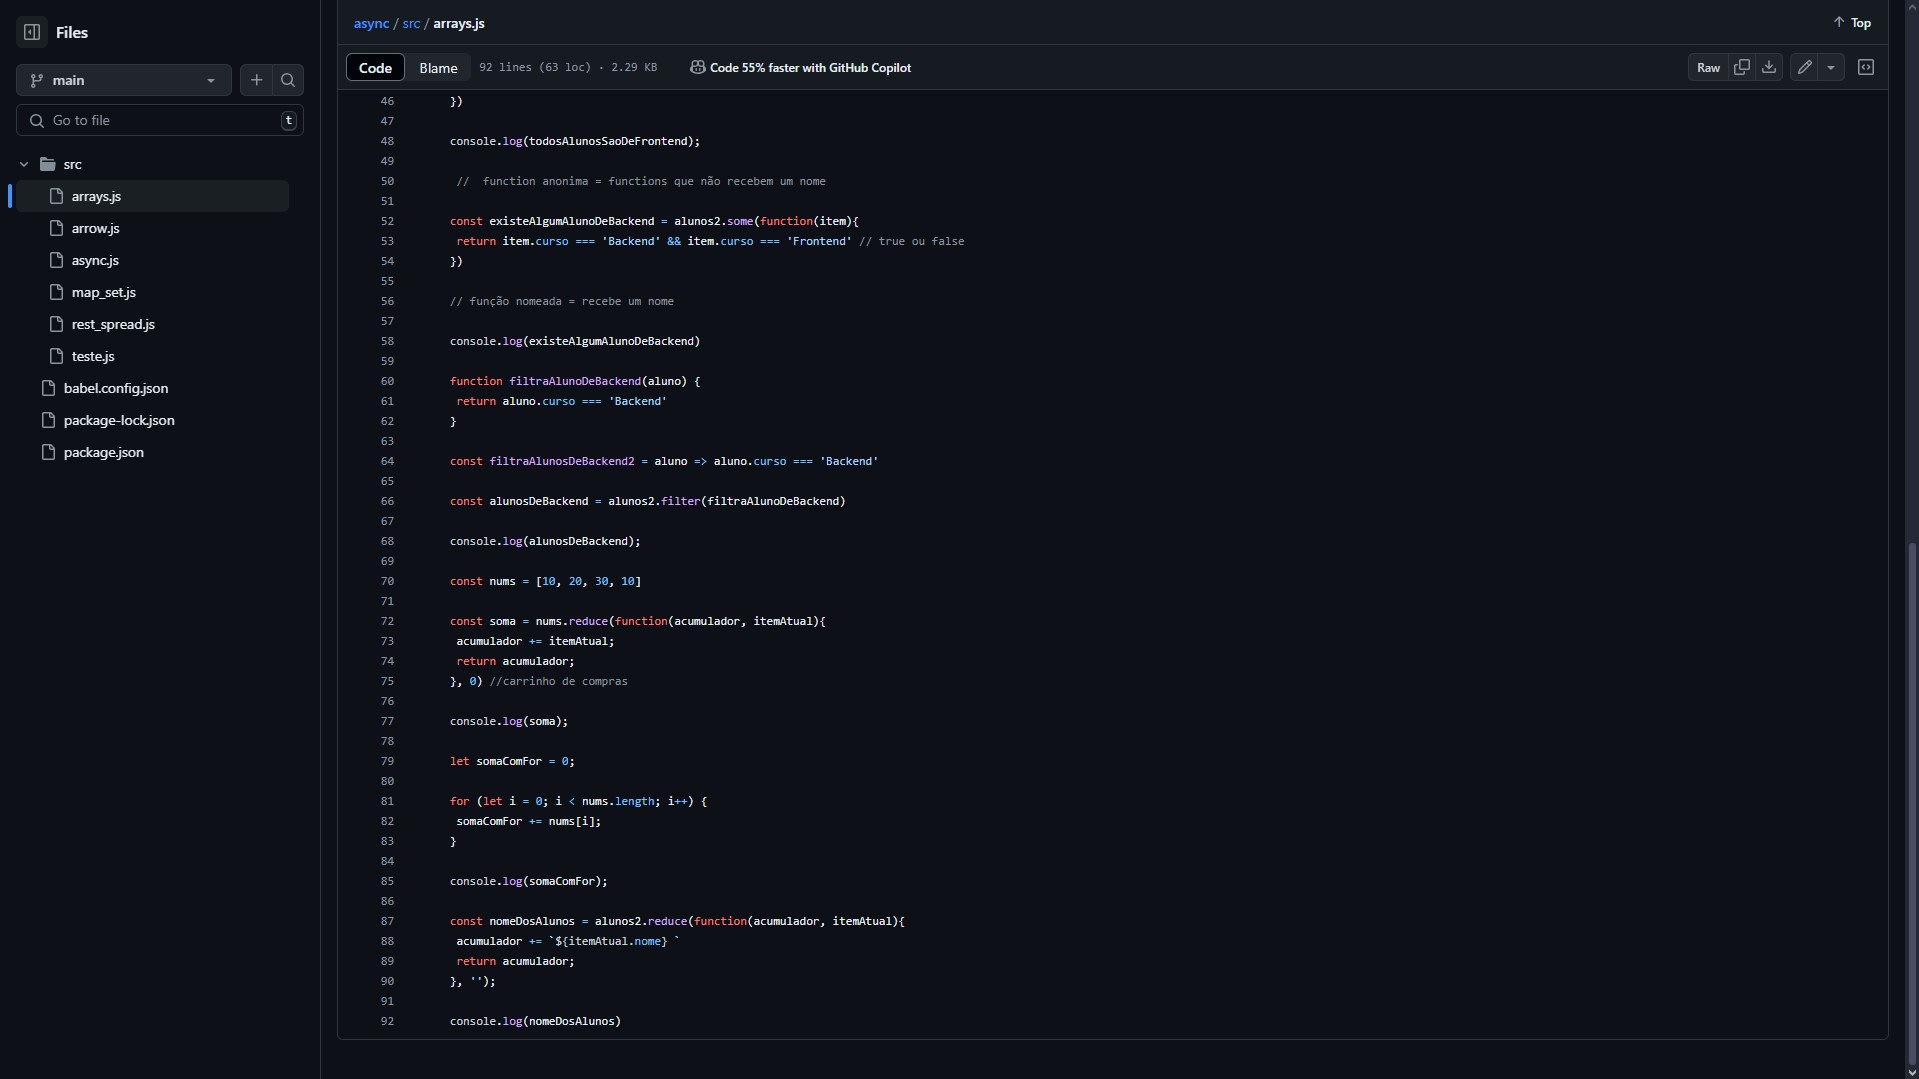 Files
main
Go to file
t
src
arrays.js
arrow.js
async.js
map_set.js
rest_spread.js
teste.js
babel.config.json
package-lock.json
package.json
async / src / arrays.js
Top
Code Blame 92 lines (63 loc) · 2.29 KB Code 55% faster with GitHub Copilot
Raw
46 })
47
48 console.log(todosAlunosSaoDeFrontend);
49
50 // function anonima = functions que não recebem um nome
51
52 const existeAlgumAlunoDeBackend = alunos2.some(function(item){
53 return item.curso === 'Backend' && item.curso === 'Frontend' // true ou false
54 })
55
56 // função nomeada = recebe um nome
57
58 console.log(existeAlgumAlunoDeBackend)
59
60 function filtraAlunoDeBackend(aluno) {
61 return aluno.curso === 'Backend'
62 }
63
64 const filtraAlunosDeBackend2 = aluno => aluno.curso === 'Backend'
65
66 const alunosDeBackend = alunos2.filter(filtraAlunoDeBackend)
67
68 console.log(alunosDeBackend);
69
70 const nums = [10, 20, 30, 10]
71
72 const soma = nums.reduce(function(acumulador, itemAtual){
73 acumulador += itemAtual;
74 return acumulador;
75 }, 0) //carrinho de compras
76
77 console.log(soma);
78
79 let somaComFor = 0;
80
81 for (let i = 0; i < nums.length; i++) {
82 somaComFor += nums[i];
83 }
84
85 console.log(somaComFor);
86
87 const nomeDosAlunos = alunos2.reduce(function(acumulador, itemAtual){
88 acumulador += `${itemAtual.nome} `
89 return acumulador;
90 }, '');
91
92 console.log(nomeDosAlunos)